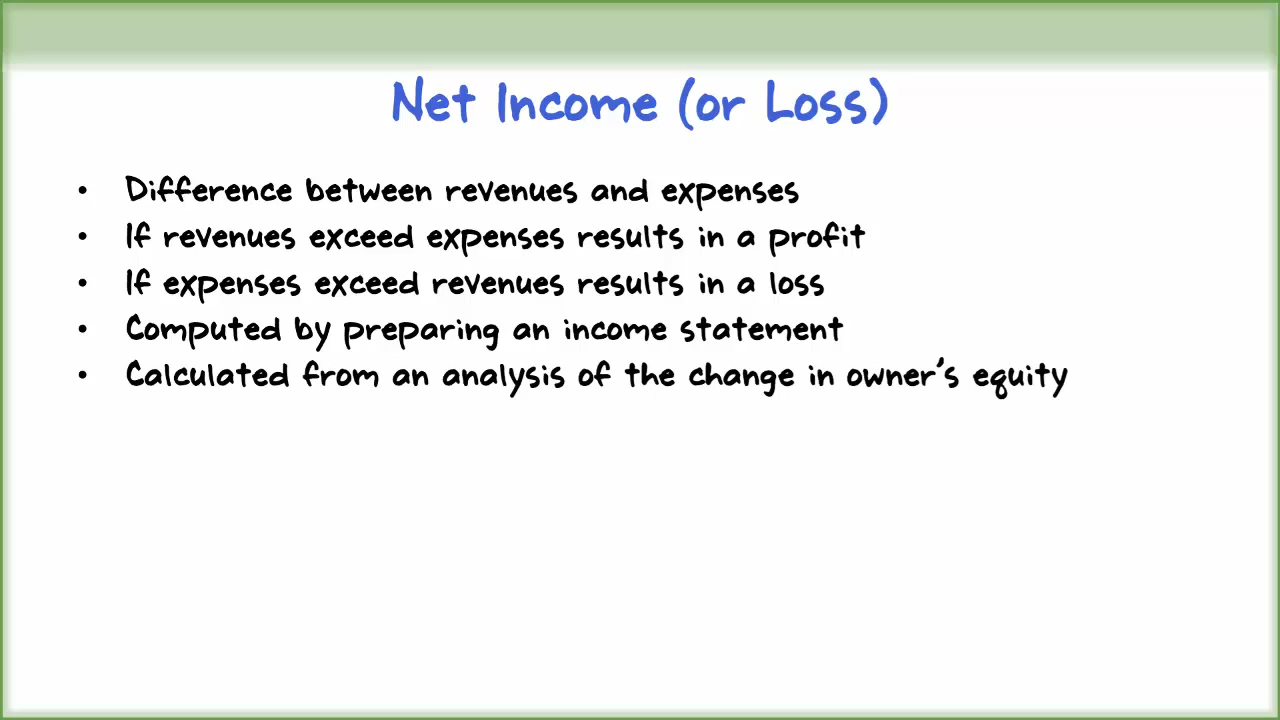 Net Income (or Loss)
• Difference between revenues and expenses
• If revenues exceed expenses results in a profit
• If expenses exceed revenues results in a loss
• Computed by preparing an income statement
• Calculated from an analysis of the change in owner's equity